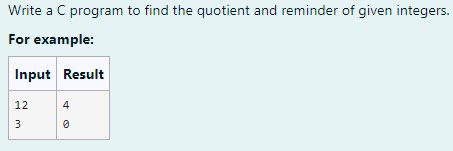 Write a C program to find the quotient and reminder of given integers.
For example:
Input Result
12 4
3 0